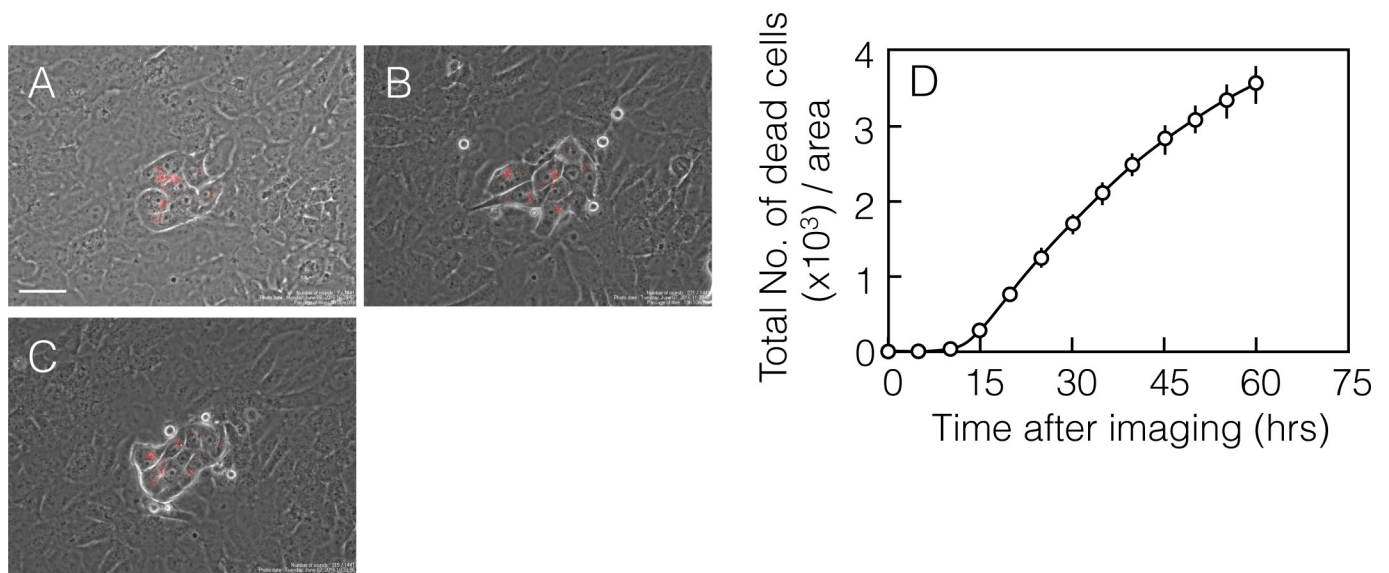 A
B
C
D
Total No. of dead cells
(x10³) / area
4
3
2
1
0
0 15 30 45 60 75
Time after imaging (hrs)